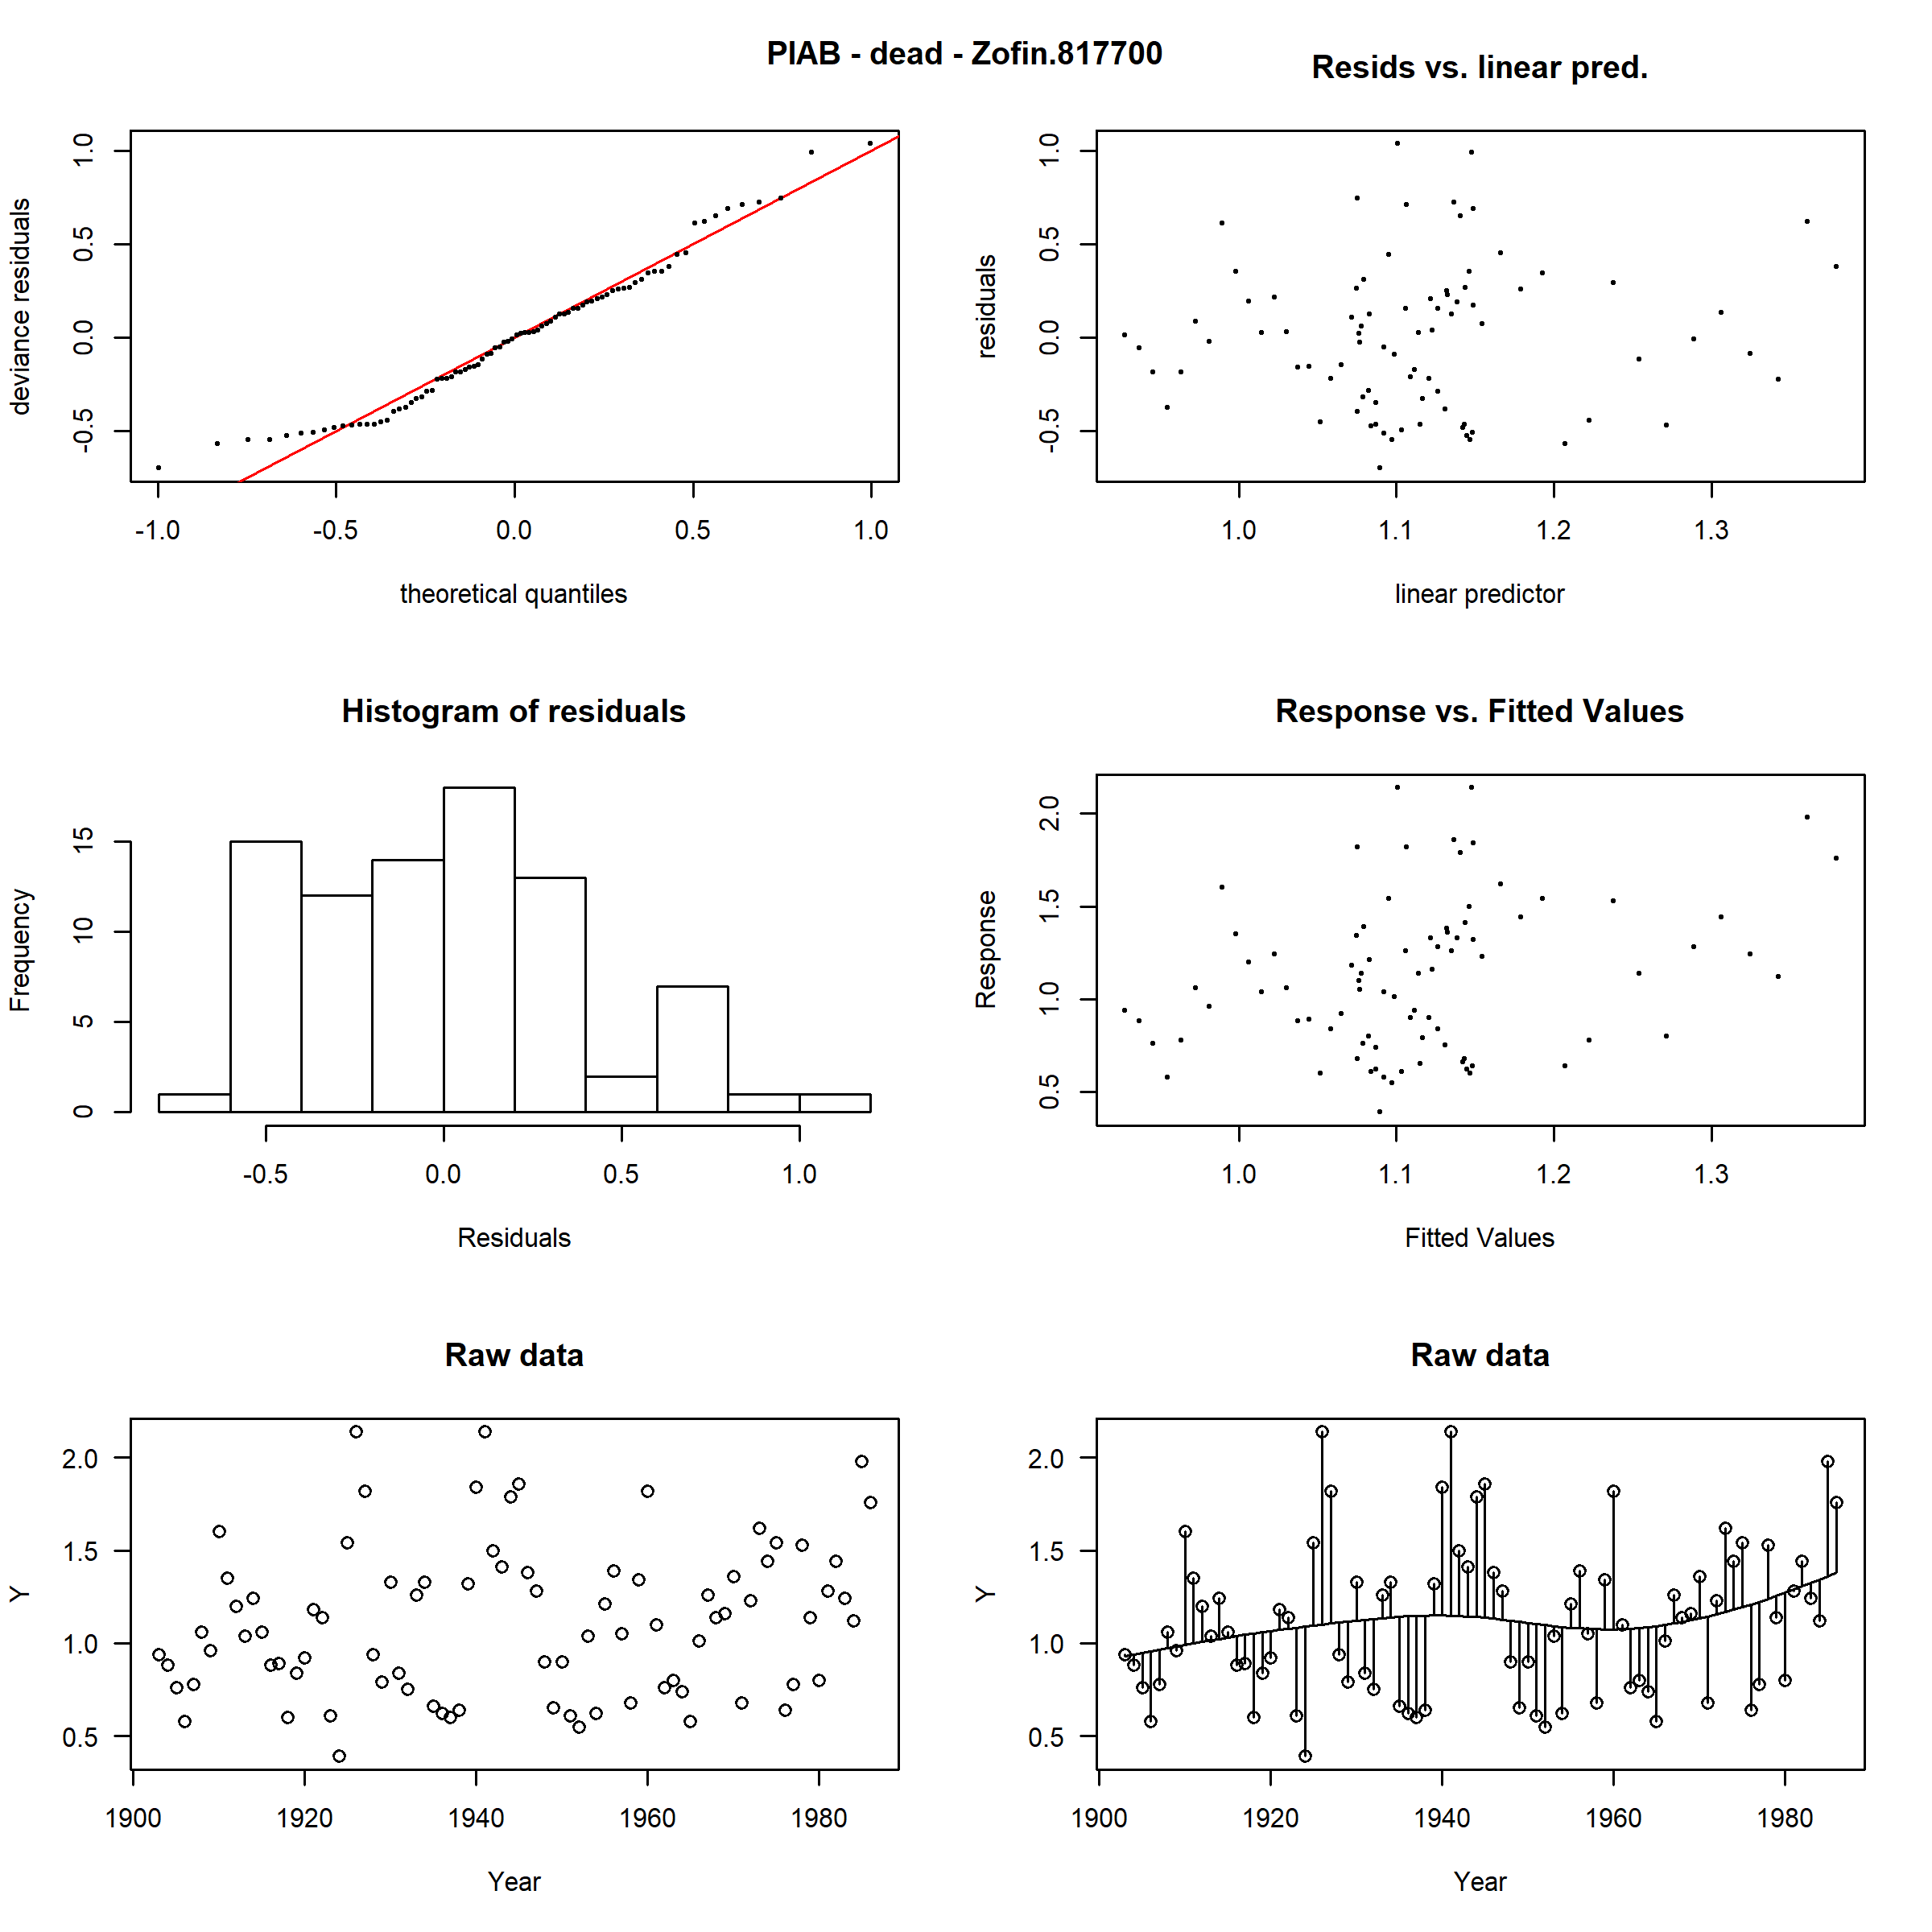 PIAB - dead - Zofin.817700
Resids vs. linear pred.
deviance residuals
-0.5 0.0 0.5 1.0
-1.0 -0.5 0.0 0.5 1.0
theoretical quantiles
residuals
-0.5 0.0 0.5 1.0
1.0 1.1 1.2 1.3
linear predictor
Histogram of residuals
Frequency
0 5 10 15
-0.5 0.0 0.5 1.0
Residuals
Response vs. Fitted Values
Response
0.5 1.0 1.5 2.0
1.0 1.1 1.2 1.3
Fitted Values
Raw data
Y
2.0
1.5
1.0
0.5
1900 1920 1940 1960 1980
Year
Raw data
Y
2.0
1.5
1.0
0.5
1900 1920 1940 1960 1980
Year